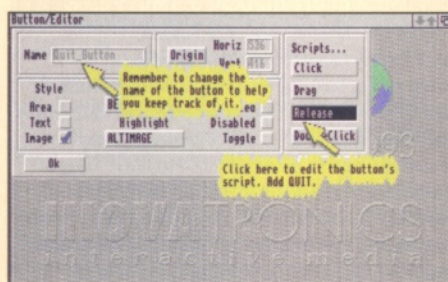 Button/Editor
Name Quit_Button
Origin
Horiz 536
Vert 416
Scripts...
Click
Drag
Release
Click
Remember to change the
name of the button to help
you keep track of it.
Style
Area
Text
Image
Highlight
ALTIMAGE
Disabled
Toggle
Ok
Click here to edit the button's
script. Add QUIT.
INOVATRONICS
interactive media